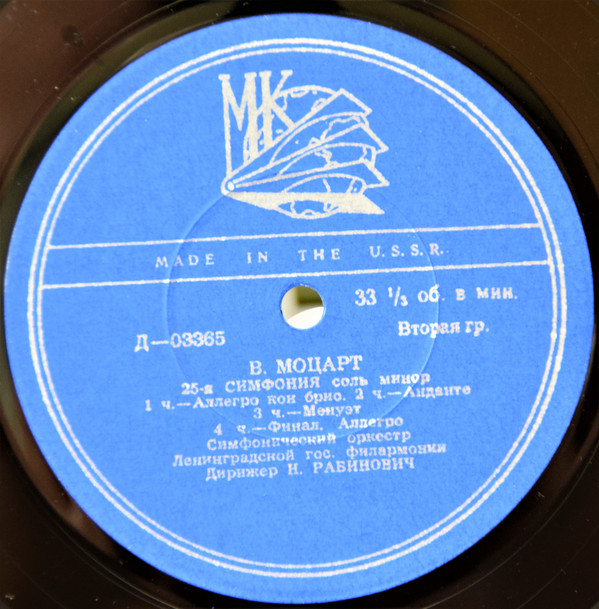 МК
MADE IN THE U.S.S.R.
33 ⅓ об. в мин.
Д—03365
Вторая гр.
В. МОЦАРТ
25-я СИМФОНИЯ соль минор
1 ч.—Аллегро кон брио. 2 ч.—Анданте
3 ч.—Менуэт
4 ч.—Финал. Аллегро
Симфонический оркестр
Ленинградской гос. филармонии
Дирижер Н. РАБИНОВИЧ